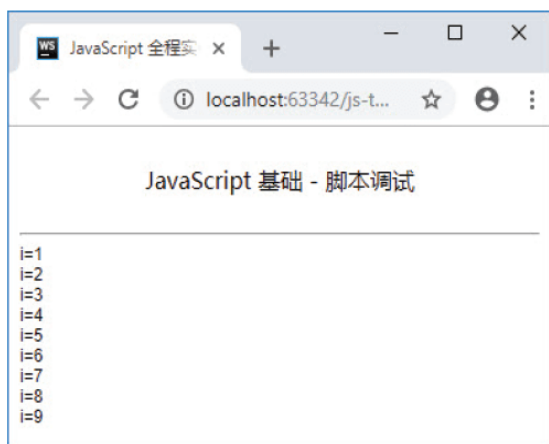 WS JavaScript 全程实
localhost:63342/js-t...
JavaScript 基础 - 脚本调试
i=1
i=2
i=3
i=4
i=5
i=6
i=7
i=8
i=9